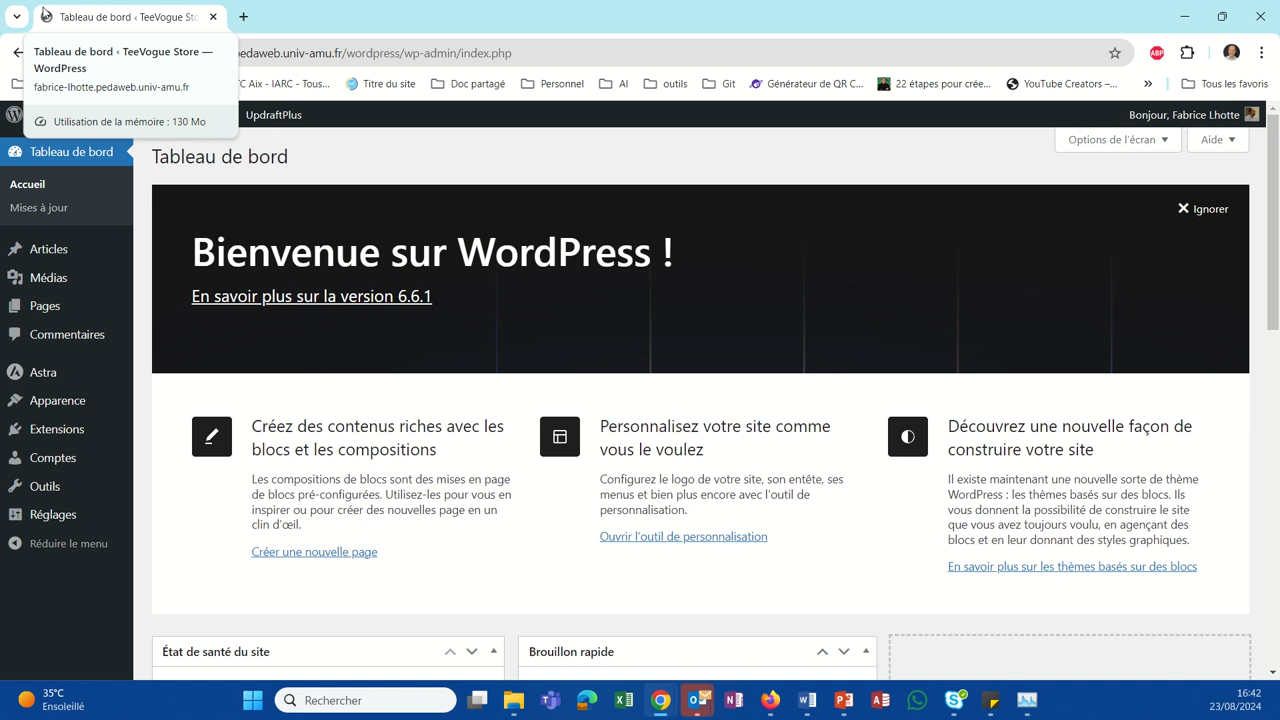 Tableau de bord ‹ TeeVogue Sto
pedaweb.univ-amu.fr/wordpress/wp-admin/index.php
Tableau de bord ‹ TeeVogue Store —
WordPress
fabrice-lhotte.pedaweb.univ-amu.fr
Utilisation de la mémoire : 130 Mo
C Aix - IARC - Tous...
Titre du site
Doc partagé
Personnel
AI
outils
Git
Générateur de QR C...
22 étapes pour crée...
YouTube Creators –...
»
Tous les favoris
ABP
UpdraftPlus
Bonjour, Fabrice Lhotte
Tableau de bord
Accueil
Mises à jour
Articles
Médias
Pages
Commentaires
Astra
Apparence
Extensions
Comptes
Outils
Réglages
Réduire le menu
Tableau de bord
Options de l'écran ▼
Aide ▼
Ignorer
Bienvenue sur WordPress !
En savoir plus sur la version 6.6.1
Créez des contenus riches avec les
blocs et les compositions
Les compositions de blocs sont des mises en page
de blocs pré-configurées. Utilisez-les pour vous en
inspirer ou pour créer des nouvelles page en un
clin d’œil.
Créer une nouvelle page
Personnalisez votre site comme
vous le voulez
Configurez le logo de votre site, son entête, ses
menus et bien plus encore avec l’outil de
personnalisation.
Ouvrir l’outil de personnalisation
Découvrez une nouvelle façon de
construire votre site
Il existe maintenant une nouvelle sorte de thème
WordPress : les thèmes basés sur des blocs. Ils
vous donnent la possibilité de construire le site
que vous avez toujours voulu, en agençant des
blocs et en leur donnant des styles graphiques.
En savoir plus sur les thèmes basés sur des blocs
État de santé du site
Brouillon rapide
35°C
Ensoleillé
Rechercher
16:42
23/08/2024